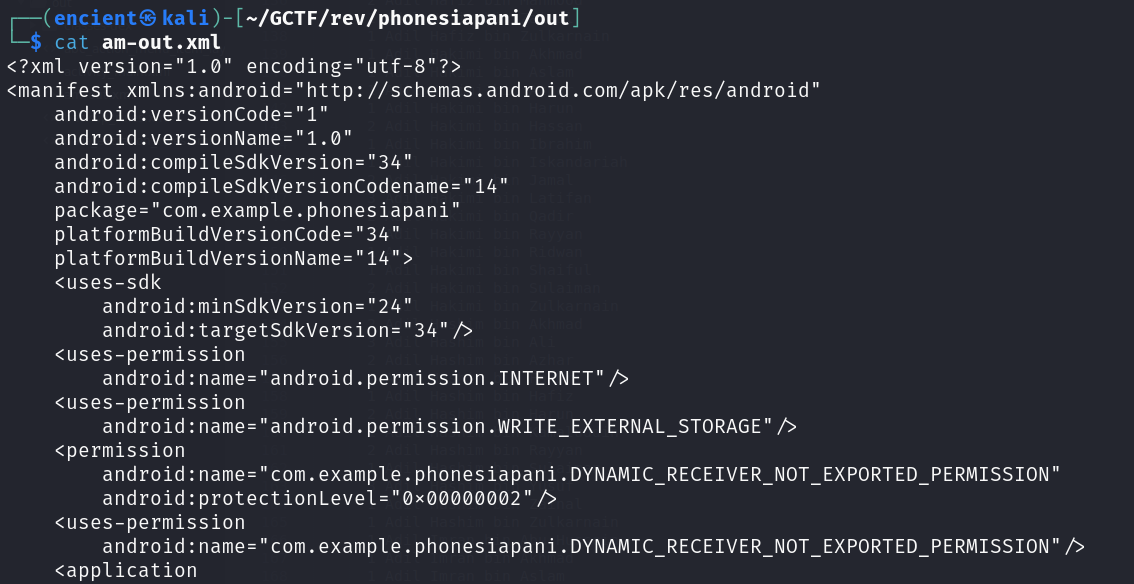 ┌──(encient㉿kali)-[~/GCTF/rev/phonesiapani/out]
└─$ cat am-out.xml
<?xml version="1.0" encoding="utf-8"?>
<manifest xmlns:android="http://schemas.android.com/apk/res/android"
    android:versionCode="1"
    android:versionName="1.0"
    android:compileSdkVersion="34"
    android:compileSdkVersionCodename="14"
    package="com.example.phonesiapani"
    platformBuildVersionCode="34"
    platformBuildVersionName="14">
    <uses-sdk
        android:minSdkVersion="24"
        android:targetSdkVersion="34"/>
    <uses-permission
        android:name="android.permission.INTERNET"/>
    <uses-permission
        android:name="android.permission.WRITE_EXTERNAL_STORAGE"/>
    <permission
        android:name="com.example.phonesiapani.DYNAMIC_RECEIVER_NOT_EXPORTED_PERMISSION"
        android:protectionLevel="0x00000002"/>
    <uses-permission
        android:name="com.example.phonesiapani.DYNAMIC_RECEIVER_NOT_EXPORTED_PERMISSION"/>
    <application